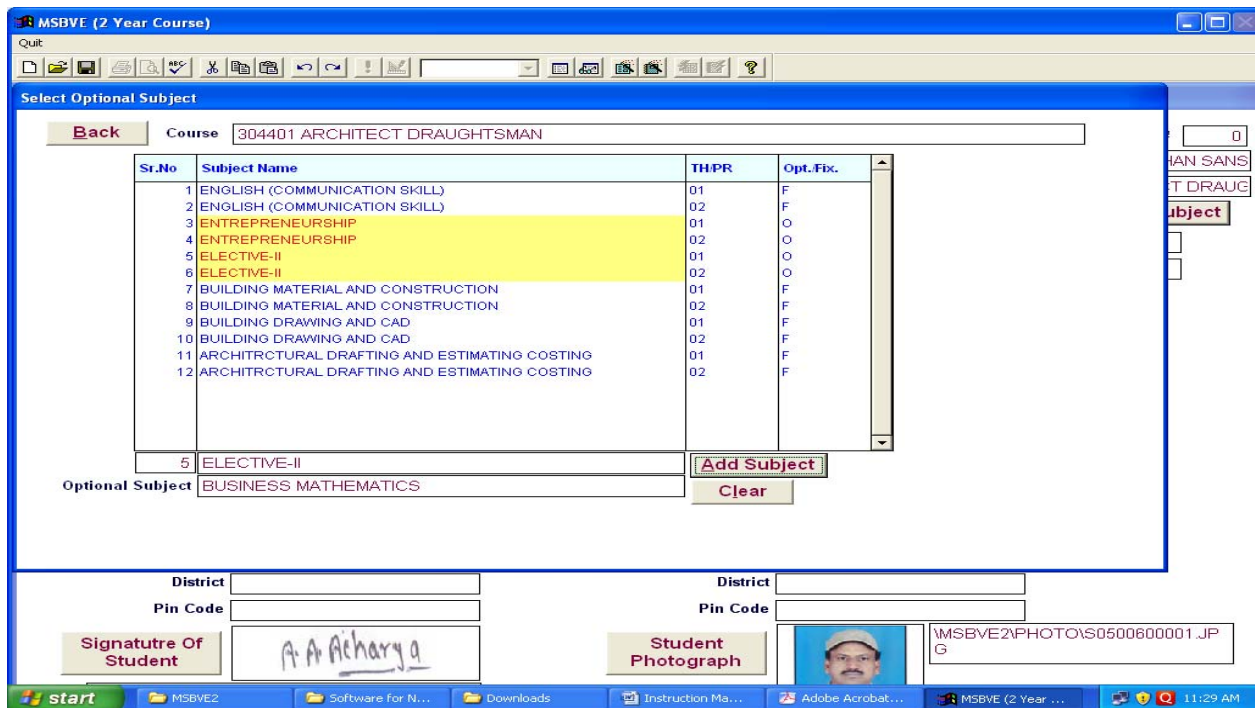 MSBVE (2 Year Course)
Quit
Select Optional Subject
Back Course 304401 ARCHITECT DRAUGHTSMAN
0
HAN SANS
T DRAUG
ubject
Sr.No Subject Name TH/PR Opt./Fix.
1 ENGLISH (COMMUNICATION SKILL) 01 F
2 ENGLISH (COMMUNICATION SKILL) 02 F
3 ENTREPRENEURSHIP 01 O
4 ENTREPRENEURSHIP 02 O
5 ELECTIVE-II 01 O
6 ELECTIVE-II 02 O
7 BUILDING MATERIAL AND CONSTRUCTION 01 F
8 BUILDING MATERIAL AND CONSTRUCTION 02 F
9 BUILDING DRAWING AND CAD 01 F
10 BUILDING DRAWING AND CAD 02 F
11 ARCHITRCTURAL DRAFTING AND ESTIMATING COSTING 01 F
12 ARCHITRCTURAL DRAFTING AND ESTIMATING COSTING 02 F
5 ELECTIVE-II Add Subject
Optional Subject BUSINESS MATHEMATICS Clear
District District
Pin Code Pin Code
Signatutre Of
Student
A. A. Acharya
Student
Photograph
\MSBVE2\PHOTO\S0500600001.JP
G
start MSBVE2 Software for N... Downloads Instruction Ma... Adobe Acrobat... MSBVE (2 Year ... 11:29 AM